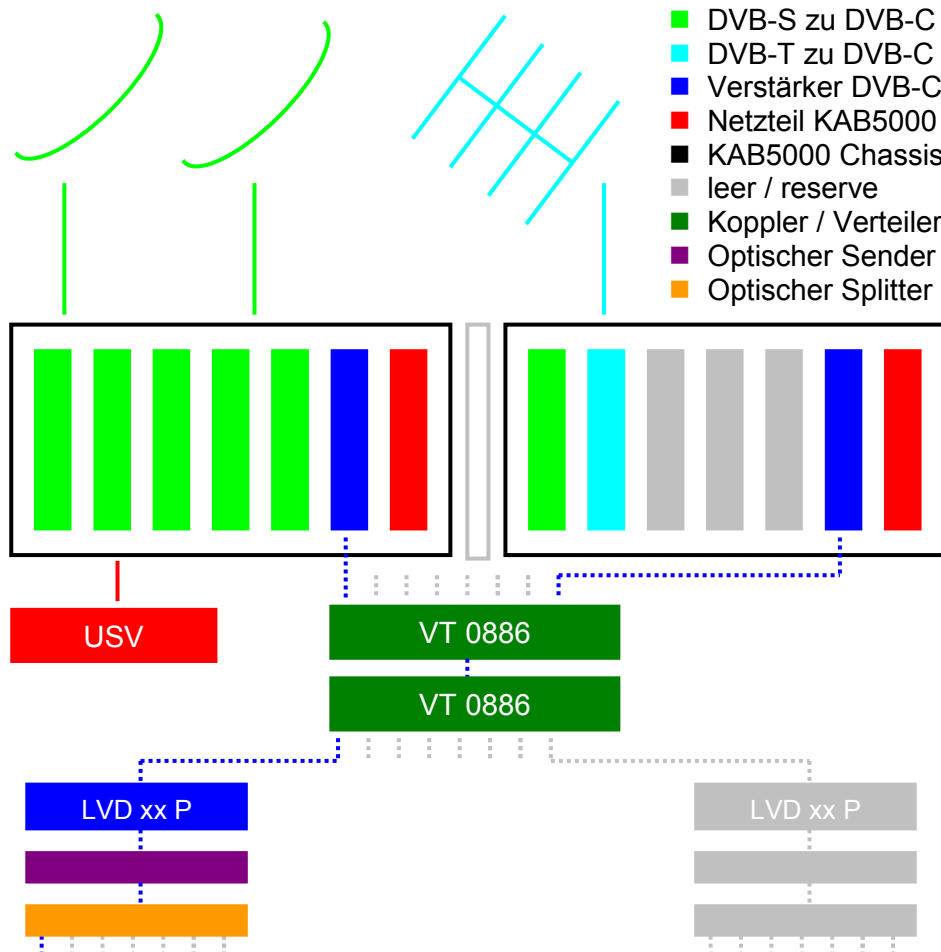 DVB-S zu DVB-C
DVB-T zu DVB-C
Verstärker DVB-C
Netzteil KAB5000
KAB5000 Chassis
leer / reserve
Koppler / Verteiler
Optischer Sender
Optischer Splitter
USV
VT 0886
VT 0886
LVD xx P
LVD xx P